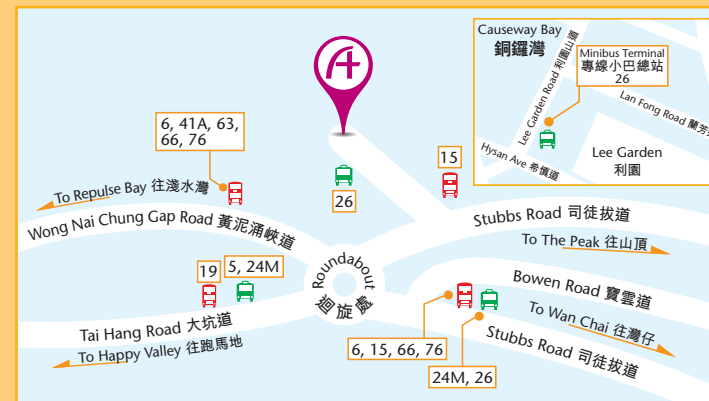 Causeway Bay
銅鑼灣
Minibus Terminal
專線小巴總站
26
Lee Garden Road 利園山道
Lan Fong Road 蘭芳
Hysan Ave 希慎道
Lee Garden
利園
6, 41A, 63,
66, 76
15
26
To Repulse Bay 往淺水灣
Wong Nai Chung Gap Road 黃泥涌峽道
Stubbs Road 司徒拔道
To The Peak 往山頂
Roundabout
迴旋處
19
5, 24M
Bowen Road 寶雲道
To Wan Chai 往灣仔
Tai Hang Road 大坑道
To Happy Valley 往跑馬地
Stubbs Road 司徒拔道
6, 15, 66, 76
24M, 26